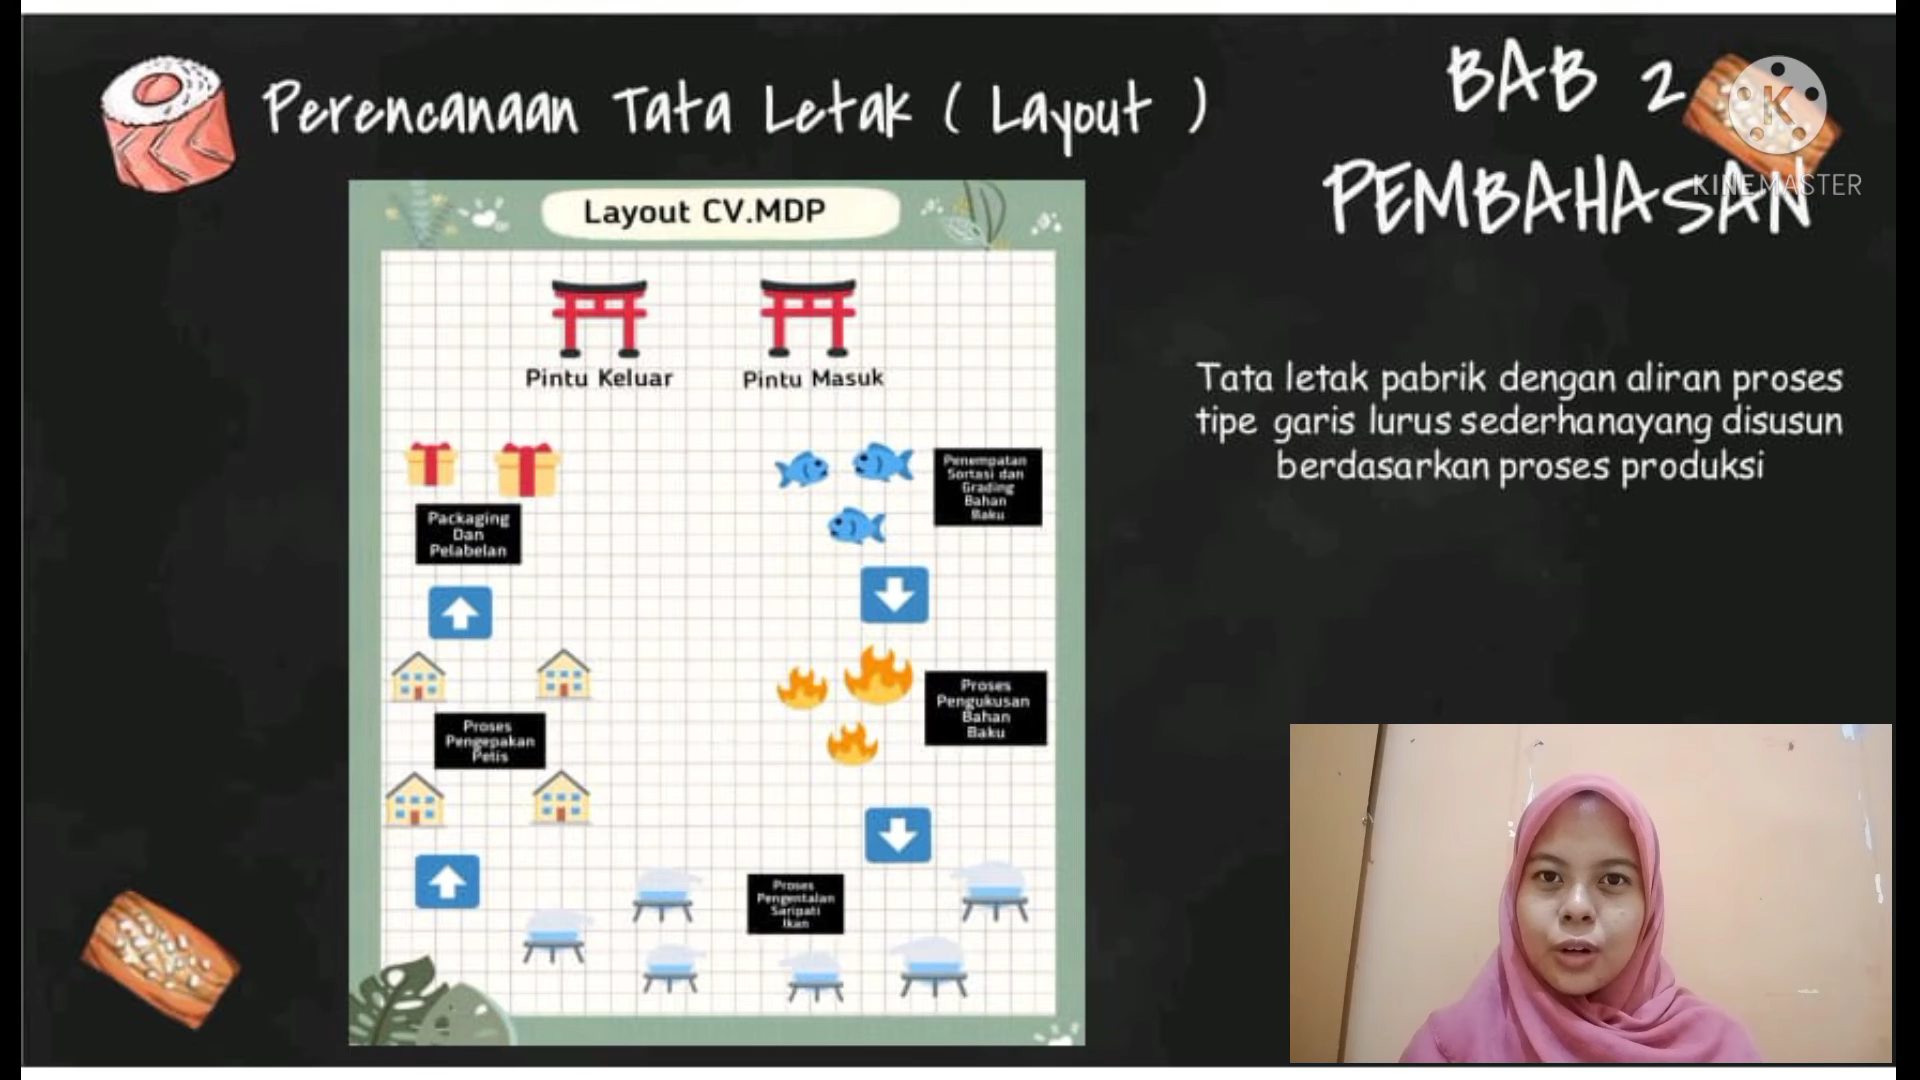 Perencanaan Tata Letak ( Layout )
BAB 2
PEMBAHASAN
K
KINEMASTER
Layout CV.MDP
Pintu Keluar
Pintu Masuk
Penempatan
Sortasi dan
Grading
Bahan
Baku
Packaging
Dan
Pelabelan
Proses
Pengukusan
Bahan
Baku
Proses
Pengepakan
Petis
Proses
Pengentalan
Saripati
Ikan
Tata letak pabrik dengan aliran proses
tipe garis lurus sederhanayang disusun
berdasarkan proses produksi